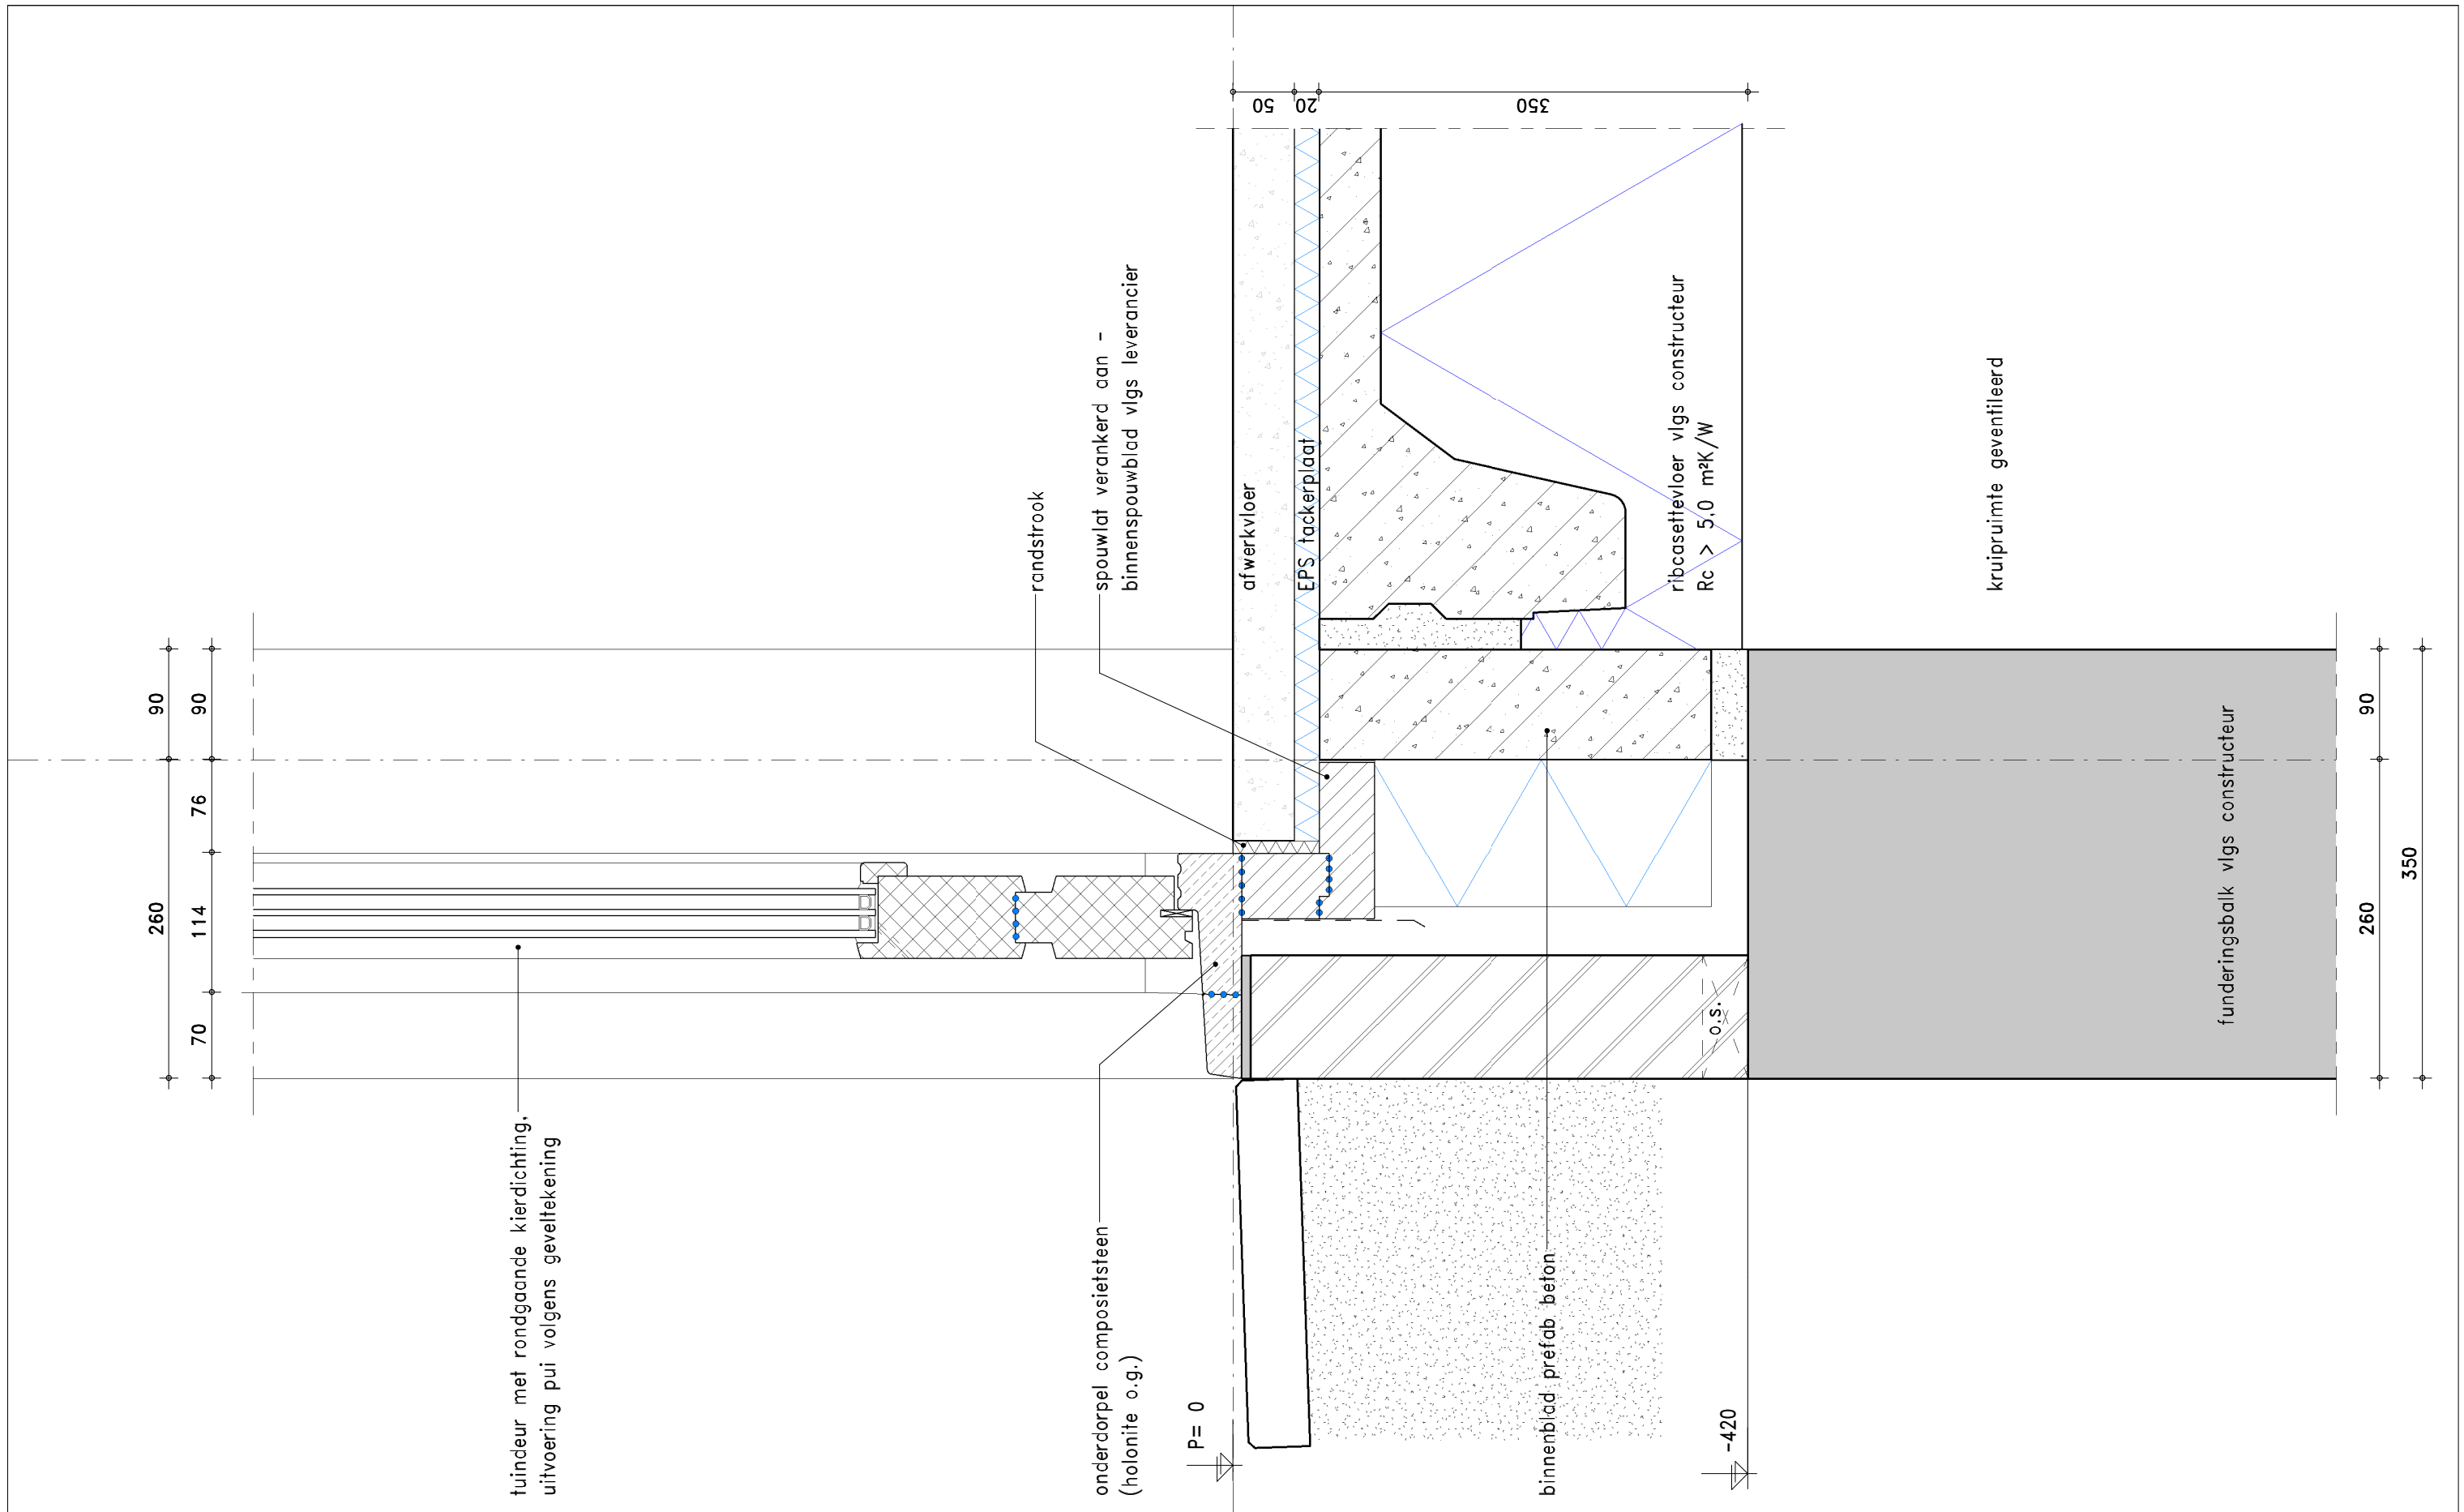 90
260
90
76
114
70
tuindeur met rondgaande kierdichting,
uitvoering pui volgens geveltekening
randstrook
spouwlat verankerd aan -
binnenspouwblad vlgs leverancier
onderdorpel composietsteen
(holonite o.g.)
P= 0
afwerkvloer
EPS tackerplaat
50
20
350
binnenblad prefab beton
ribcasettevloer vlgs constructeur
Rc > 5,0 m²K/W
o.s.
-420
kruipruimte geventileerd
funderingsbalk vlgs constructeur
90
260
350